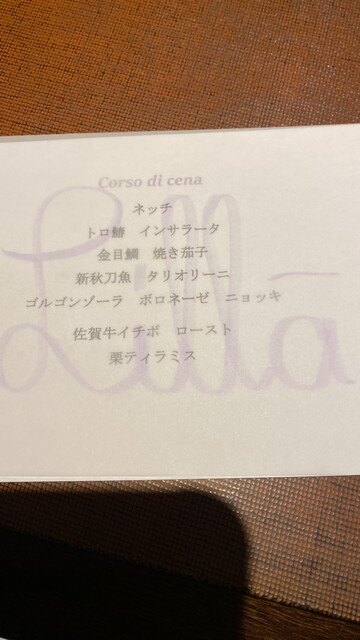 Corso di cena
ネッチ
トロ鰆　インサラータ
金目鯛　焼き茄子
新秋刀魚　タリオリーニ
ゴルゴンゾーラ　ボロネーゼ　ニョッキ
佐賀牛イチボ　ロースト
栗ティラミス